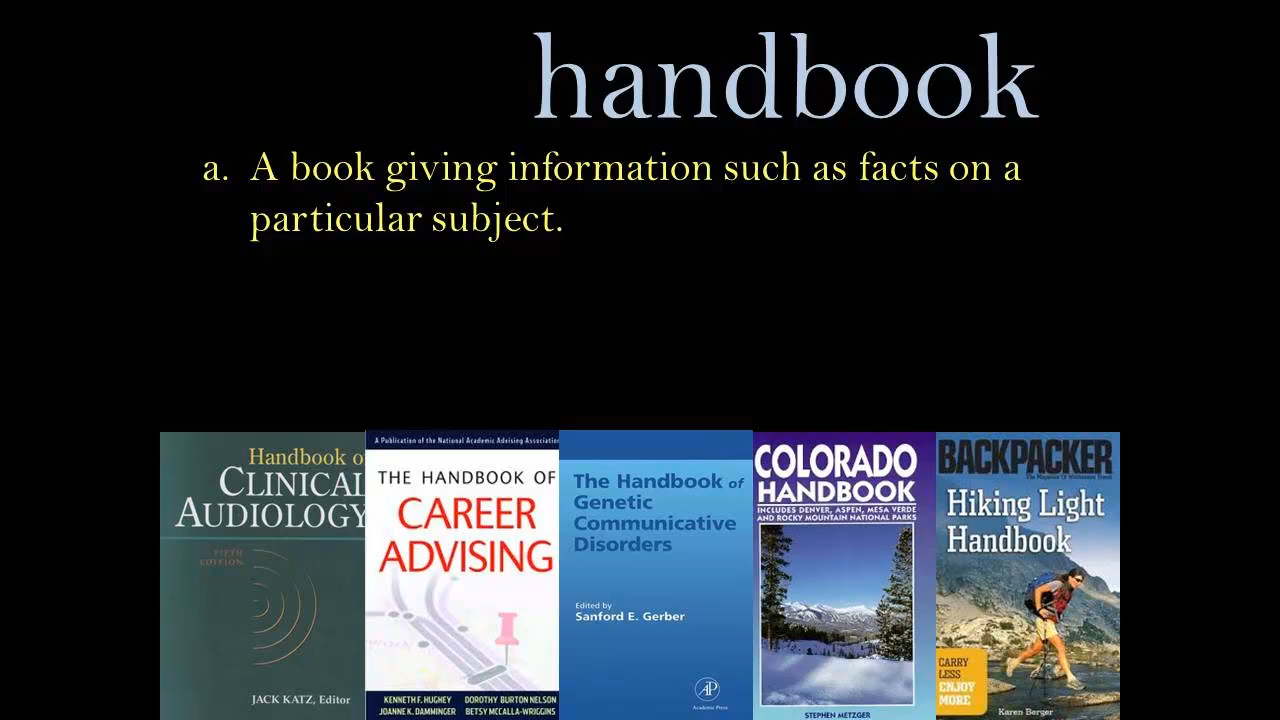 handbook
a. A book giving information such as facts on a
particular subject.
Handbook o
CLINICAL
AUDIOLOGY
FIFTH
EDITION
JACK KATZ, Editor
A Publication of the National Academic Advising Association
THE HANDBOOK OF
CAREER
ADVISING
KENNETH F. HUGHEY DOROTHY BURTON NELSON
JOANNE K. DAMMINGER BETSY MCCALLA-WRIGGINS
The Handbook of
Genetic
Communicative
Disorders
Edited by
Sanford E. Gerber
AP
Academic Press
COLORADO
HANDBOOK
INCLUDES DENVER, ASPEN, MESA VERDE
AND ROCKY MOUNTAIN NATIONAL PARKS
STEPHEN METZGER
BACKPACKER
Hiking Light
Handbook
CARRY
LESS
ENJOY
MORE
Karen Berger